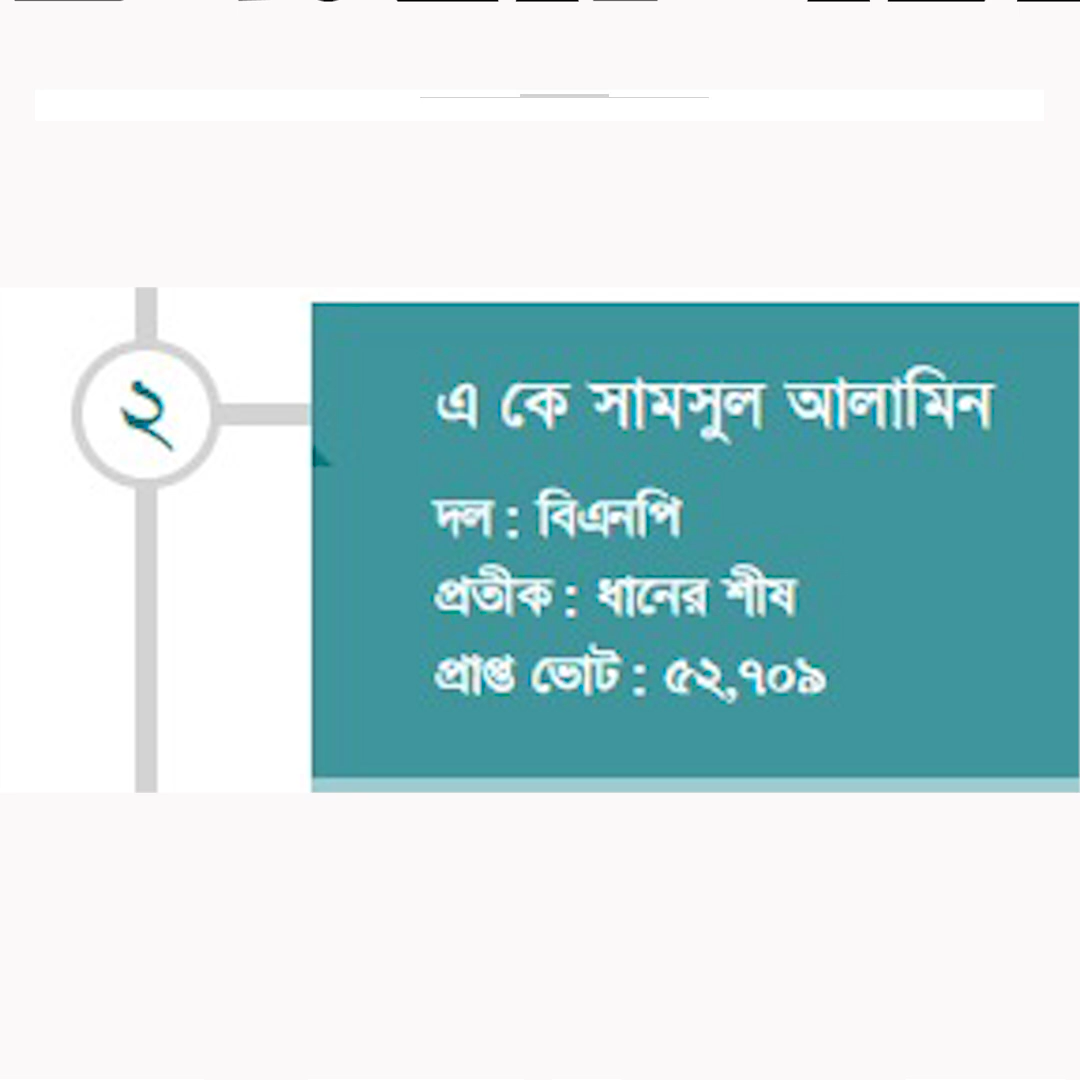 ২
এ কে সামসুল আলামিন
দল : বিএনপি
প্রতীক : ধানের শীষ
প্রাপ্ত ভোট : ৫২,৭০৯